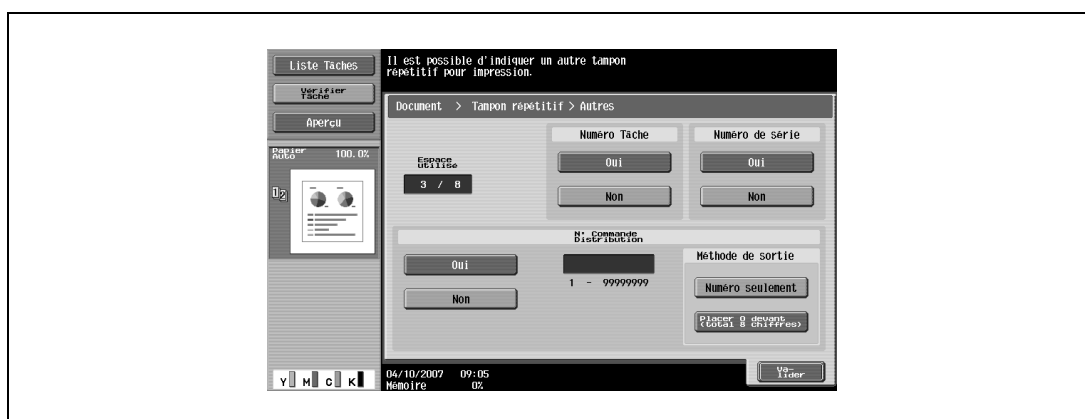 Liste Tâches
Vérifier
Tâche
Aperçu
Papier
Auto 100.0%
12
Il est possible d'indiquer un autre tampon
répétitif pour impression.
Document > Tampon répétitif > Autres
Espace
utilisé
3 / 8
Numéro Tâche
Oui
Non
Numéro de série
Oui
Non
N° Commande
Distribution
Oui
Non
1 - 99999999
Méthode de sortie
Numéro seulement
Placer 0 devant
(total 8 chiffres)
Y M C K
04/10/2007 09:05
Mémoire 0%
Va-
lider